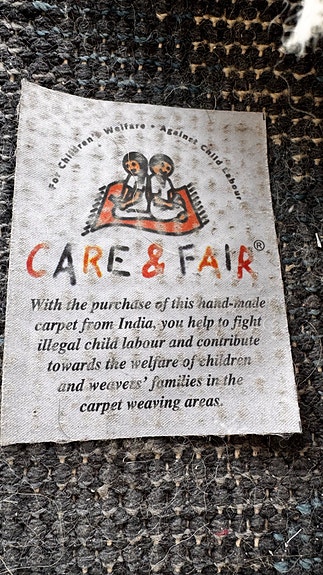 For Children's Welfare • Against Child Labour
CARE & FAIR®
With the purchase of this hand-made
carpet from India, you help to fight
illegal child labour and contribute
towards the welfare of children
and weavers' families in the
carpet weaving areas.